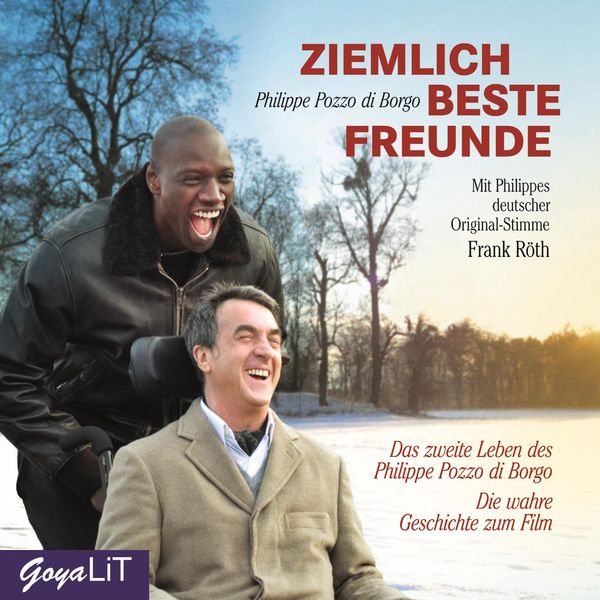 ZIEMLICH
Philippe Pozzo di Borgo BESTE
FREUNDE
Mit Philippes
deutscher
Original-Stimme
Frank Röth
Das zweite Leben des
Philippe Pozzo di Borgo
Die wahre
Geschichte zum Film
GoyaLiT